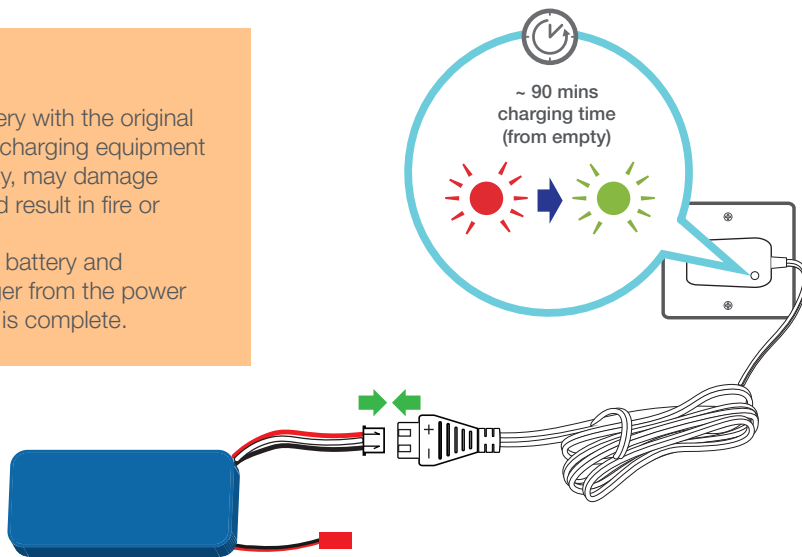 ery with the original
charging equipment
y, may damage
d result in fire or
battery and
ger from the power
is complete.
~ 90 mins
charging time
(from empty)
+
-